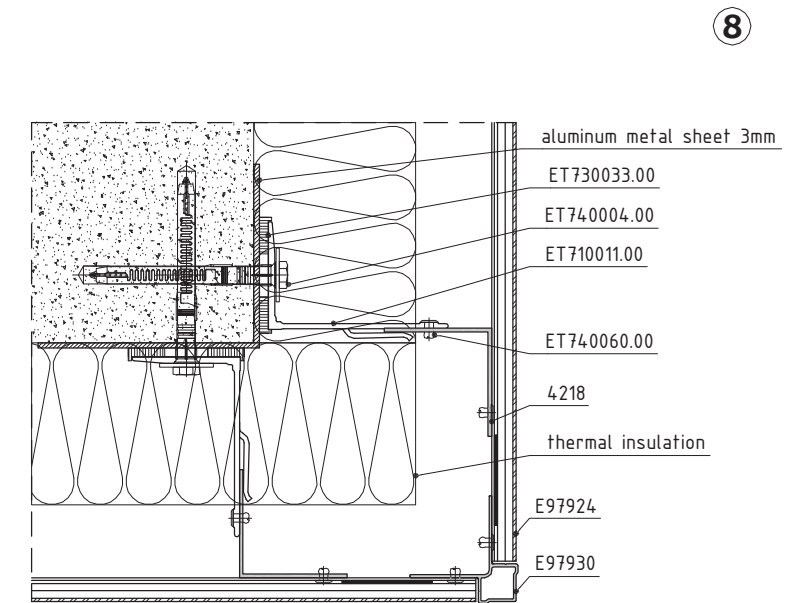 8
aluminum metal sheet 3mm
ET730033.00
ET740004.00
ET710011.00
ET740060.00
4218
thermal insulation
E97924
E97930